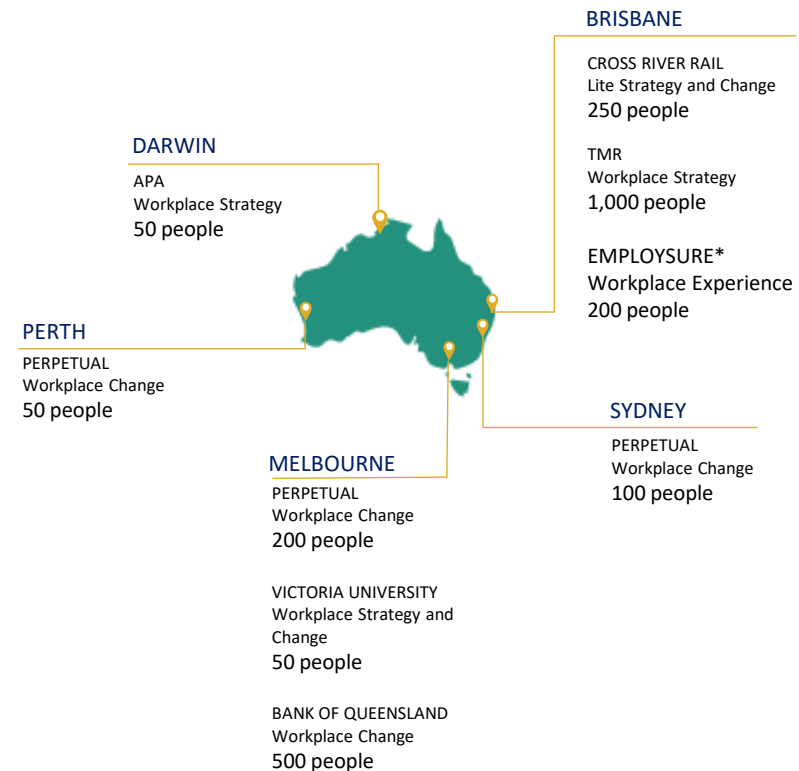 BRISBANE
CROSS RIVER RAIL
Lite Strategy and Change
250 people
TMR
Workplace Strategy
1,000 people
EMPLOYSURE*
Workplace Experience
200 people
DARWIN
APA
Workplace Strategy
50 people
PERTH
PERPETUAL
Workplace Change
50 people
SYDNEY
PERPETUAL
Workplace Change
100 people
MELBOURNE
PERPETUAL
Workplace Change
200 people
VICTORIA UNIVERSITY
Workplace Strategy and
Change
50 people
BANK OF QUEENSLAND
Workplace Change
500 people